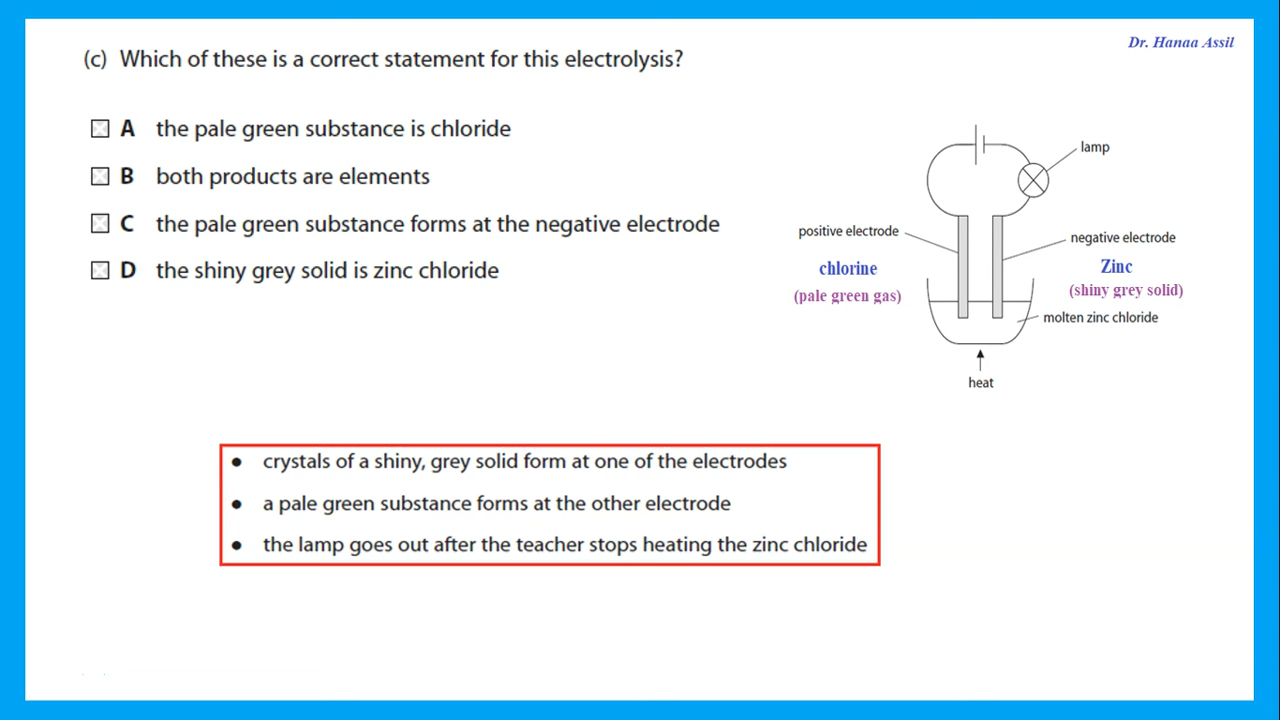 Dr. Hanaa Assil
(c) Which of these is a correct statement for this electrolysis?
A the pale green substance is chloride
B both products are elements
C the pale green substance forms at the negative electrode
D the shiny grey solid is zinc chloride
lamp
positive electrode
negative electrode
chlorine
Zinc
(pale green gas)
(shiny grey solid)
molten zinc chloride
heat
• crystals of a shiny, grey solid form at one of the electrodes
• a pale green substance forms at the other electrode
• the lamp goes out after the teacher stops heating the zinc chloride